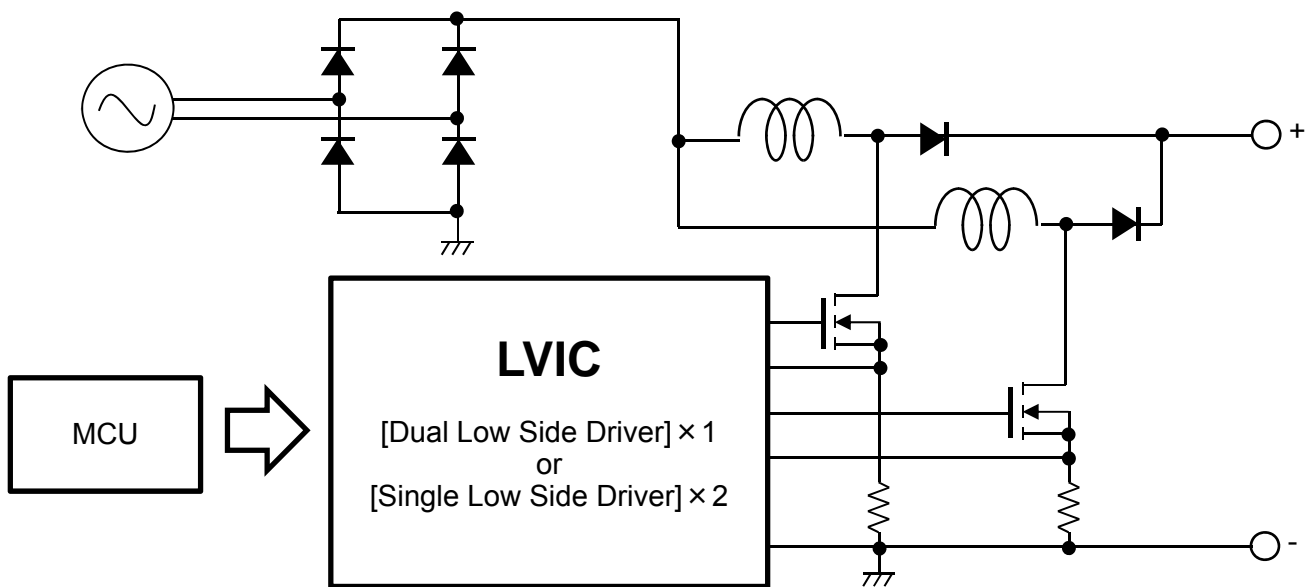 +
LVIC
[Dual Low Side Driver]×1
or
[Single Low Side Driver]×2
MCU
-